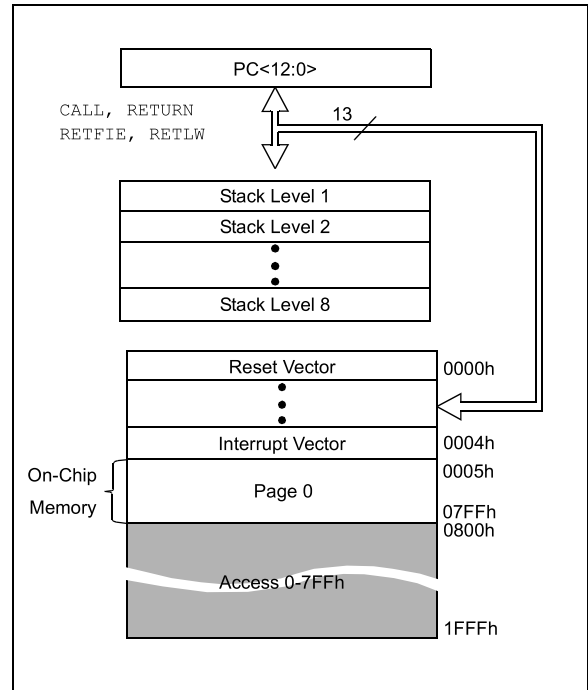 PC<12:0>
CALL, RETURN
RETFIE, RETLW
13
Stack Level 1
Stack Level 2
Stack Level 8
Reset Vector
0000h
Interrupt Vector
0004h
On-Chip
Memory
Page 0
0005h
07FFh
0800h
Access 0-7FFh
1FFFh